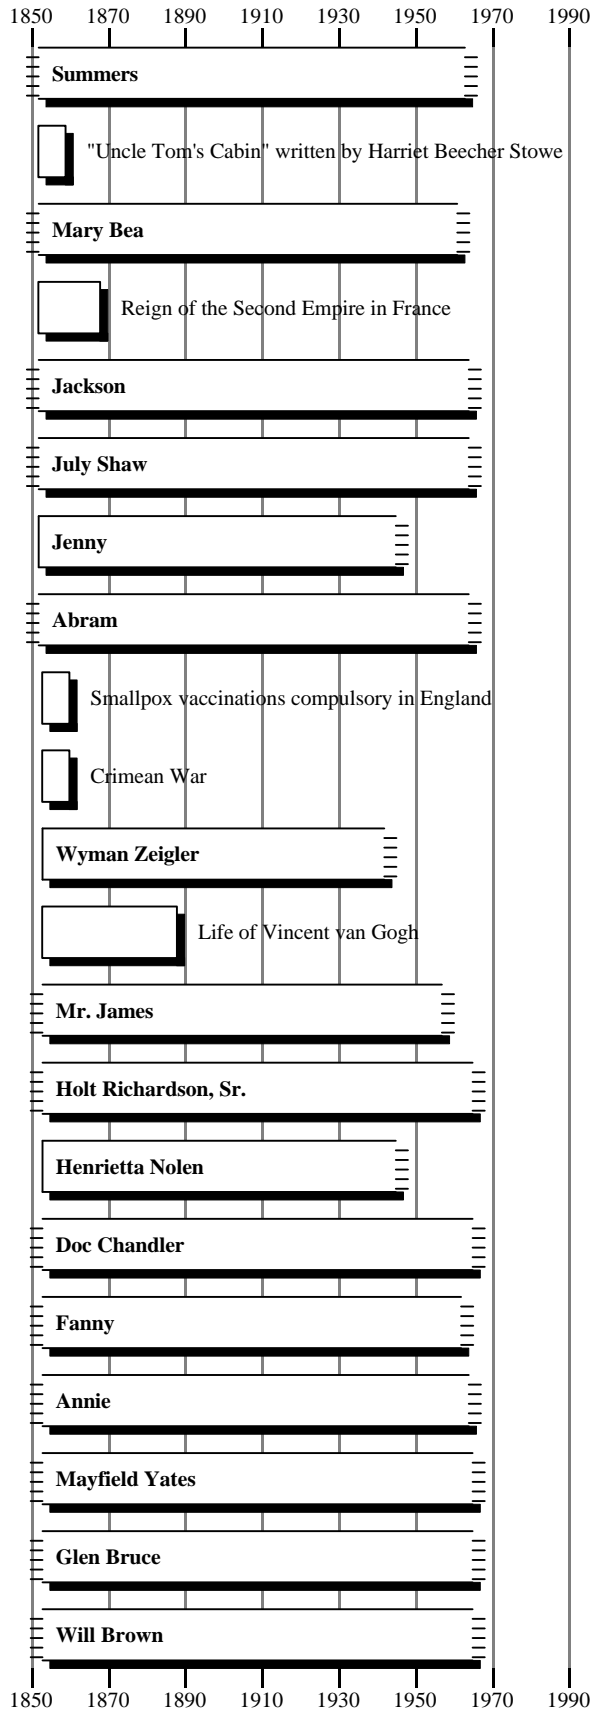 1850 1870 1890 1910 1930 1950 1970 1990
Summers
"Uncle Tom's Cabin" written by Harriet Beecher Stowe
Mary Bea
Reign of the Second Empire in France
Jackson
July Shaw
Jenny
Abram
Smallpox vaccinations compulsory in England
Crimean War
Wyman Zeigler
Life of Vincent van Gogh
Mr. James
Holt Richardson, Sr.
Henrietta Nolen
Doc Chandler
Fanny
Annie
Mayfield Yates
Glen Bruce
Will Brown
1850 1870 1890 1910 1930 1950 1970 1990